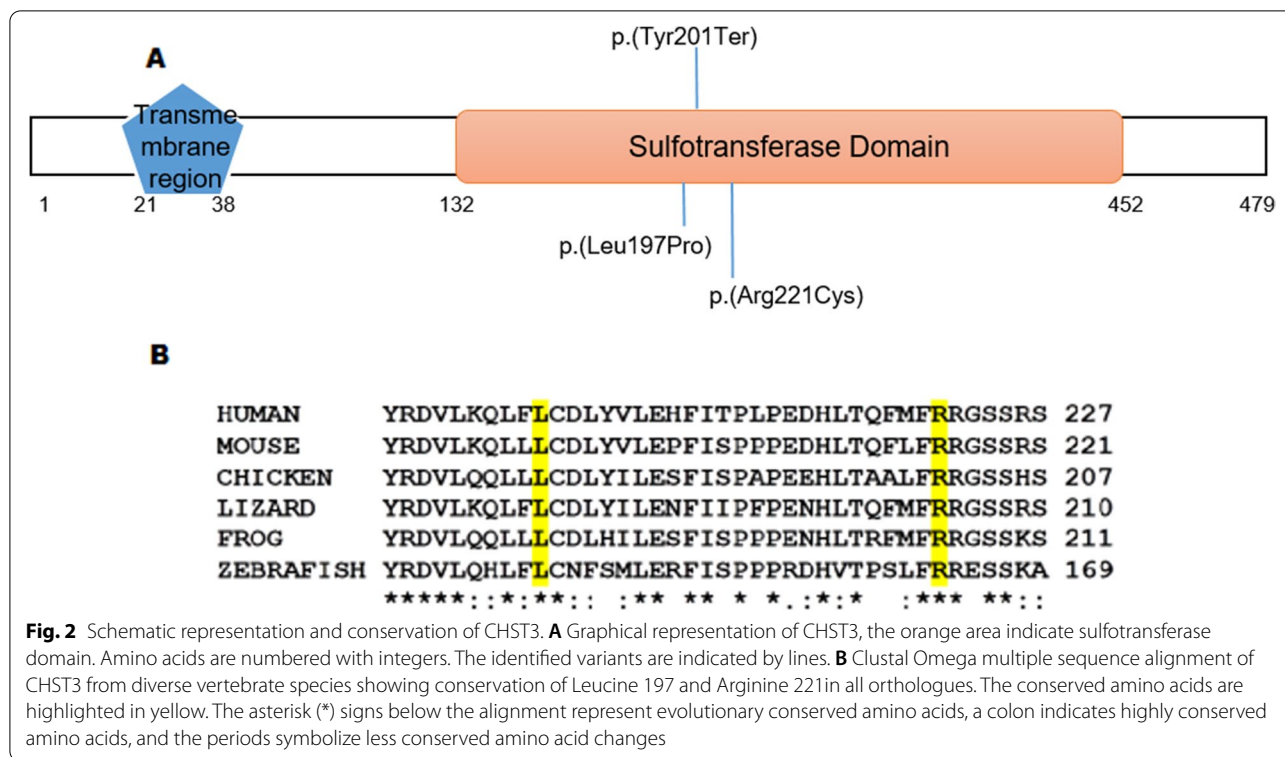 p.(Tyr201Ter)
A
Transme
mbrane
region
Sulfotransferase Domain
1 21 38 132 452 479
p.(Leu197Pro)
p.(Arg221Cys)
B
HUMAN YRDVLKQLFLCDLYVLEHFITPLPEDHLTQFMFRRGSSRS 227
MOUSE YRDVLKQLLLCDLYVLEPFISPPPEDHLTQFLFRRGSSRS 221
CHICKEN YRDVLQQLLLCDLYILESFISPAPEEHLTAALFRRGSSHS 207
LIZARD YRDVLKQLFLCDLYILENFIIPFPENHLTQFMFRRGSSRS 210
FROG YRDVLQQLLLCDLHILESFISPPPENHLTRFMFRRGSSKS 211
ZEBRAFISH YRDVLQHLFLCNFSMLERFISPPPRDHVTPSLFRRESSKA 169
*****::*:**:: :** ** * *.:*:* :*** **::
Fig. 2 Schematic representation and conservation of CHST3. A Graphical representation of CHST3, the orange area indicate sulfotransferase
domain. Amino acids are numbered with integers. The identified variants are indicated by lines. B Clustal Omega multiple sequence alignment of
CHST3 from diverse vertebrate species showing conservation of Leucine 197 and Arginine 221in all orthologues. The conserved amino acids are
highlighted in yellow. The asterisk (*) signs below the alignment represent evolutionary conserved amino acids, a colon indicates highly conserved
amino acids, and the periods symbolize less conserved amino acid changes